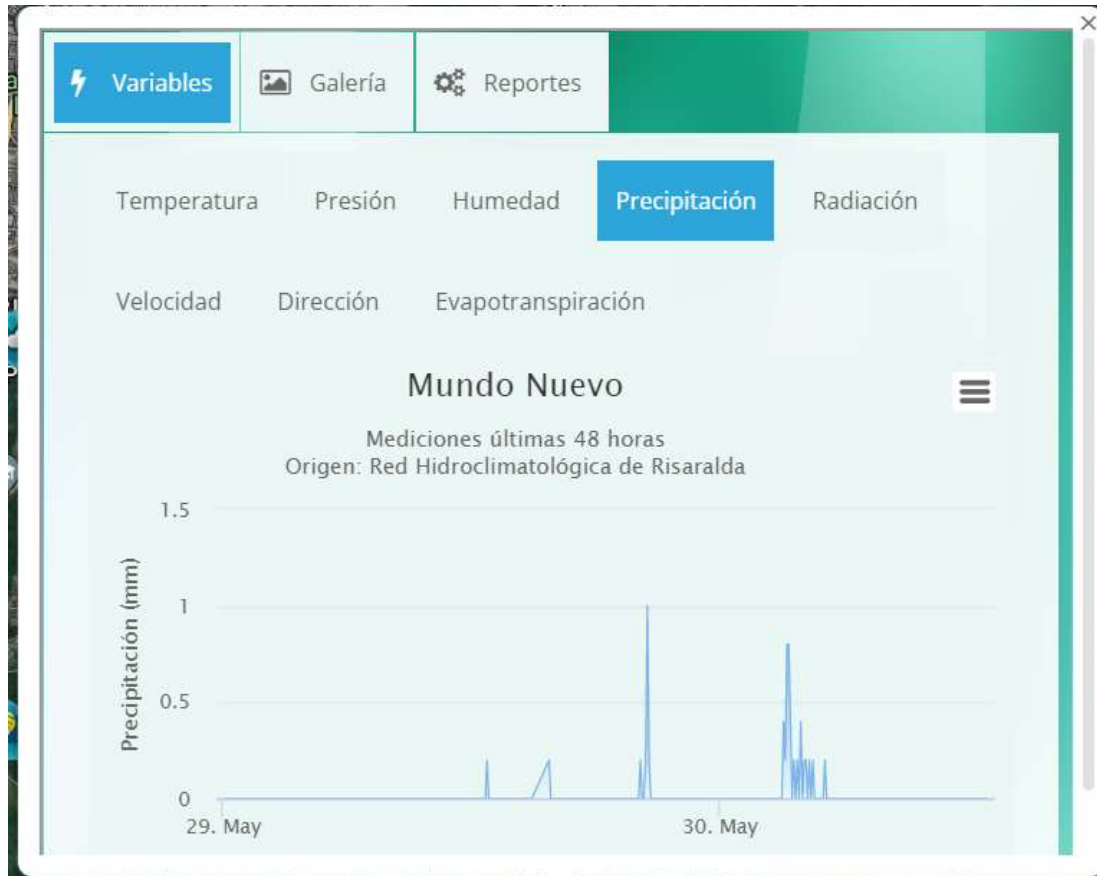 Variables Galería Reportes
Temperatura Presión Humedad Precipitación Radiación
Velocidad Dirección Evapotranspiración
Mundo Nuevo
Mediciones últimas 48 horas
Origen: Red Hidroclimatológica de Risaralda
Precipitación (mm)
1.5
1
0.5
0
29. May 30. May